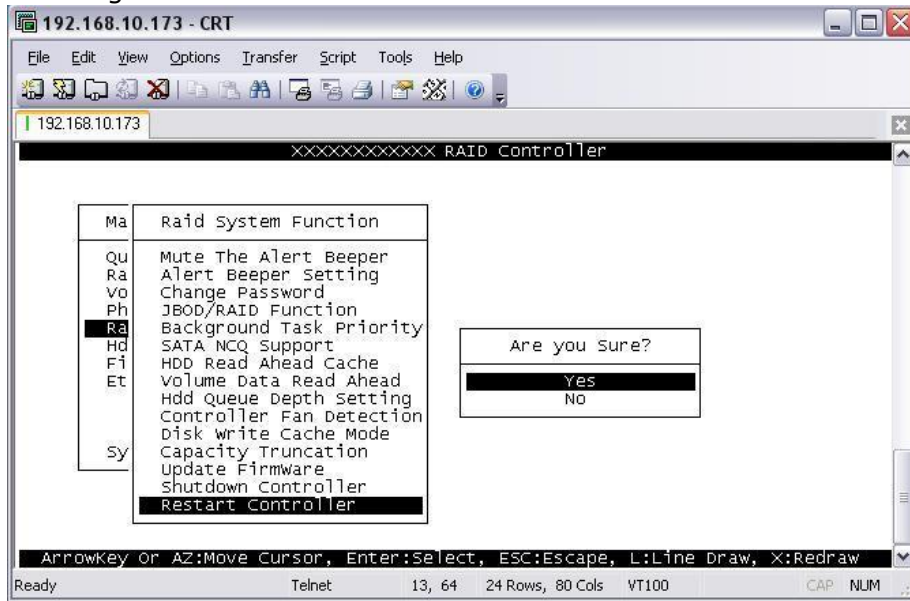 192.168.10.173 - CRT
File Edit View Options Transfer Script Tools Help
192.168.10.173
XXXXXXXXXXXX RAID Controller
Ma
Qu
Ra
Vo
Ph
Ra
Hd
Fi
Et
Sy
Raid System Function
Mute The Alert Beeper
Alert Beeper Setting
Change Password
JBOD/RAID Function
Background Task Priority
SATA NCQ Support
HDD Read Ahead Cache
Volume Data Read Ahead
Hdd Queue Depth Setting
Controller Fan Detection
Disk Write Cache Mode
Capacity Truncation
Update Firmware
Shutdown Controller
Restart Controller
Are you Sure?
Yes
No
ArrowKey Or AZ:Move Cursor, Enter:Select, ESC:Escape, L:Line Draw, X:Redraw
Ready Telnet 13, 64 24 Rows, 80 Cols VT100 CAP NUM